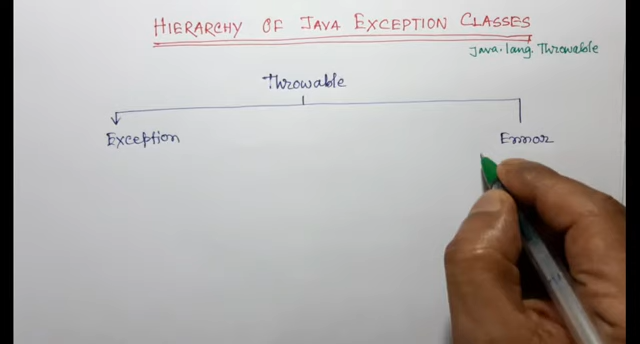 HIERARCHY OF JAVA EXCEPTION CLASSES
java.lang.Throwable
Throwable
Exception
Error